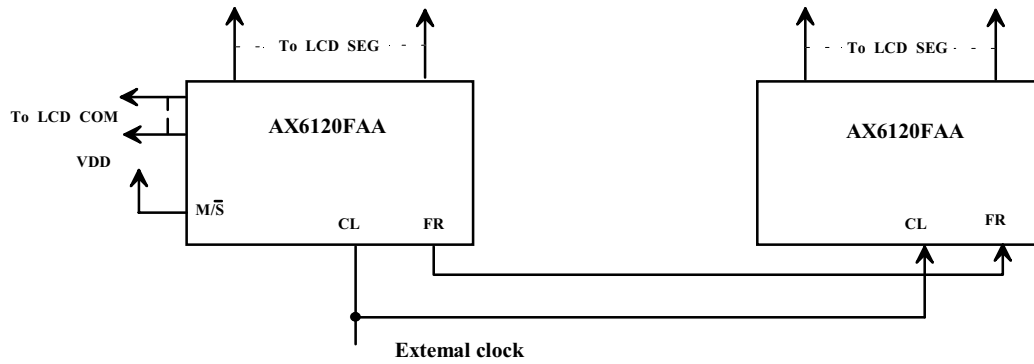 To LCD SEG
To LCD SEG
To LCD COM
AX6120FAA
AX6120FAA
VDD
M/S̅
CL
FR
CL
FR
Extemal clock